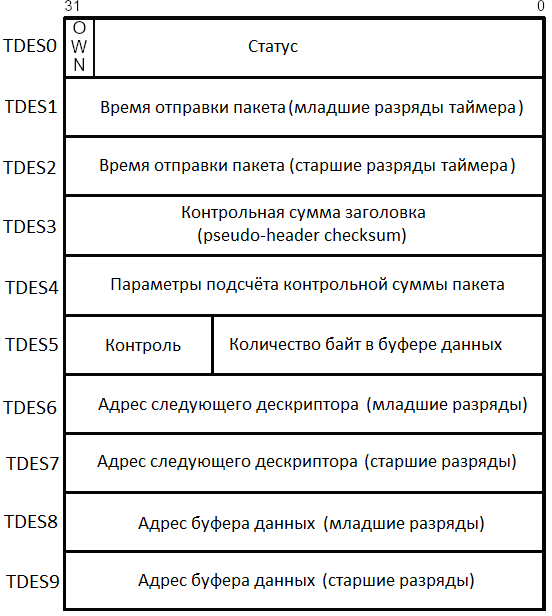 31 0
TDES0 OWN Статус
TDES1 Время отправки пакета (младшие разряды таймера)
TDES2 Время отправки пакета (старшие разряды таймера)
TDES3 Контрольная сумма заголовка
(pseudo-header checksum)
TDES4 Параметры подсчёта контрольной суммы пакета
TDES5 Контроль Количество байт в буфере данных
TDES6 Адрес следующего дескриптора (младшие разряды)
TDES7 Адрес следующего дескриптора (старшие разряды)
TDES8 Адрес буфера данных (младшие разряды)
TDES9 Адрес буфера данных (старшие разряды)